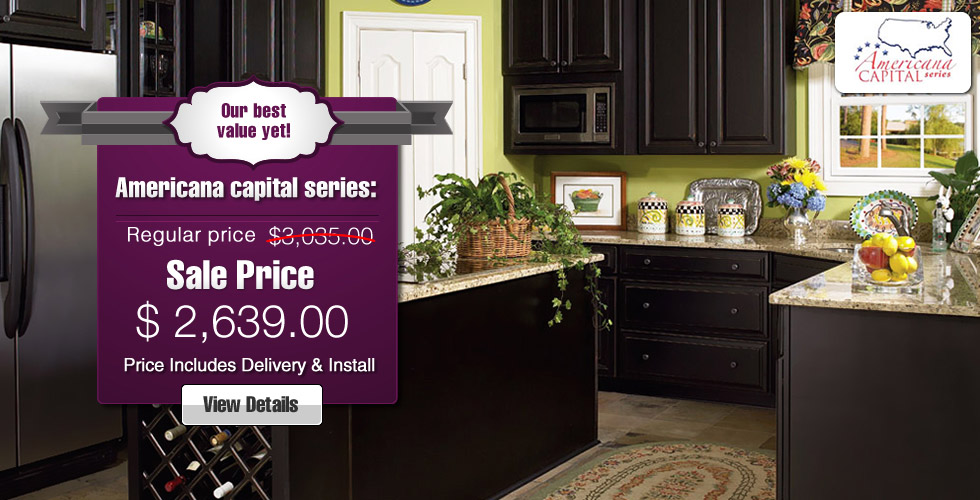 Our best
value yet!
Americana capital series:
Regular price $3,035.00
Sale Price
$ 2,639.00
Price Includes Delivery & Install
View Details
Americana
CAPITAL series